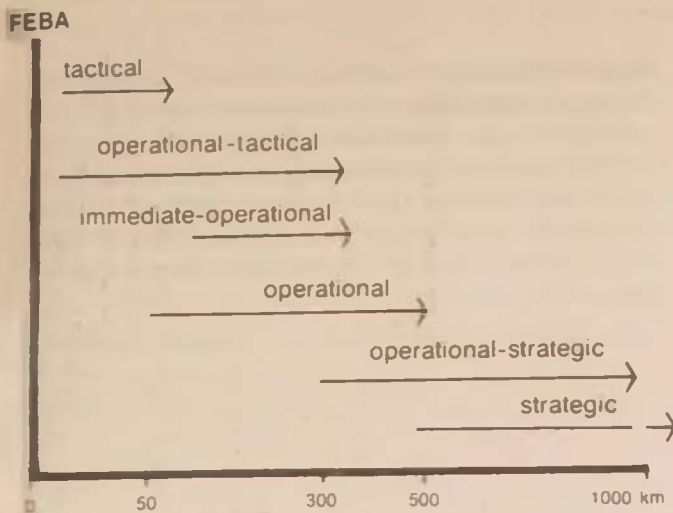 FEBA
tactical
operational-tactical
immediate-operational
operational
operational-strategic
strategic
0 50 300 500 1000 km